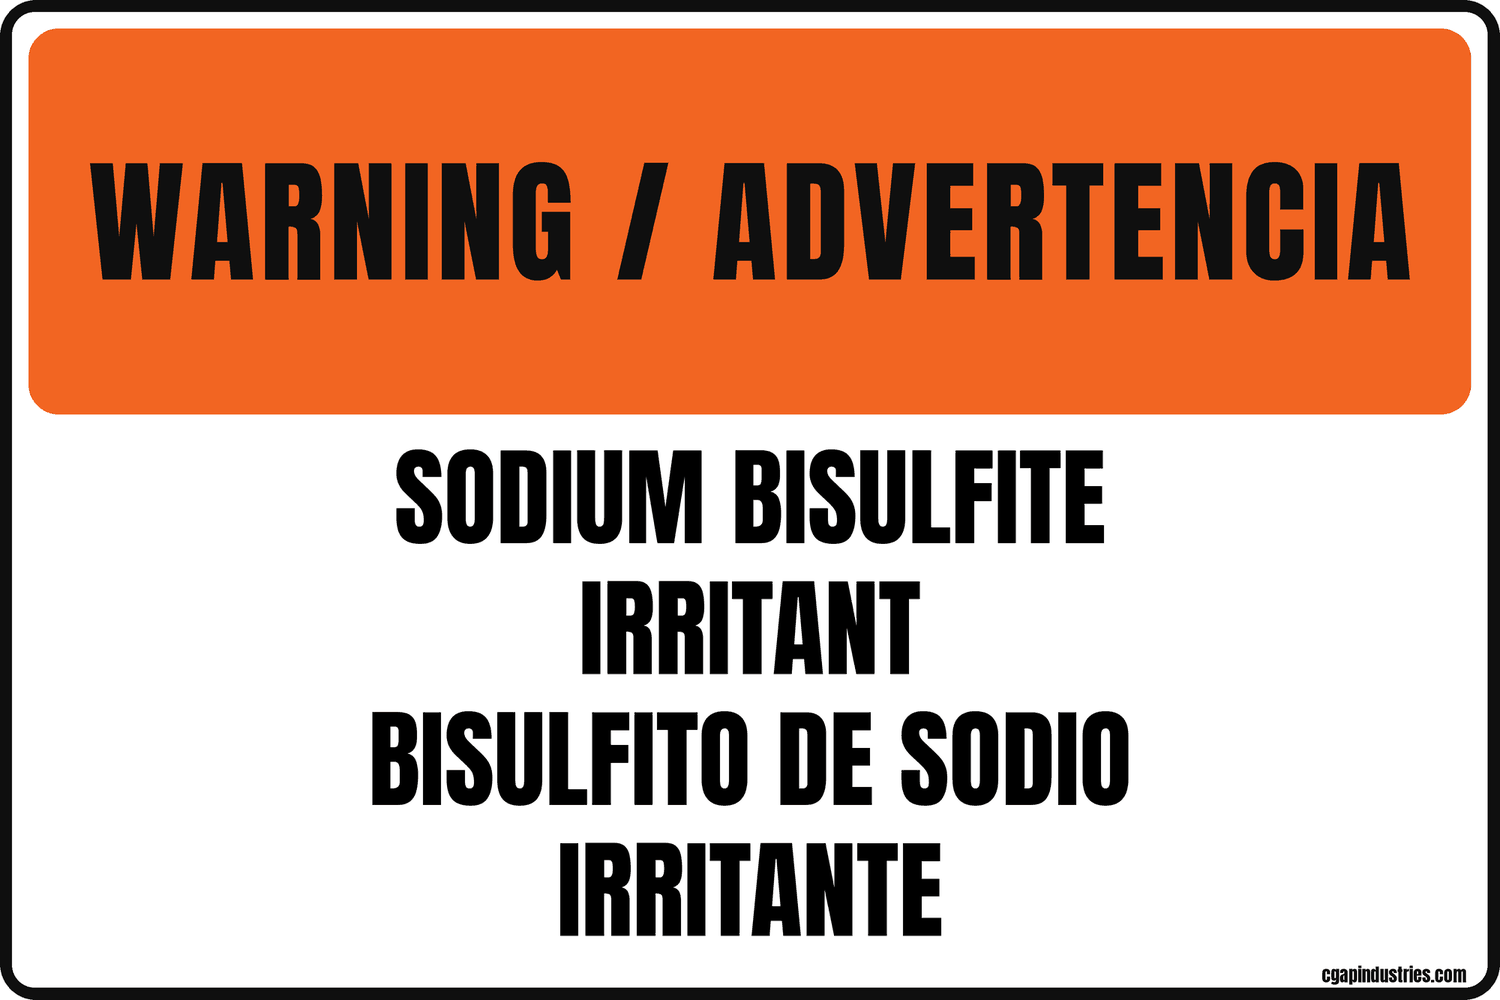 WARNING / ADVERTENCIA
SODIUM BISULFITE
IRRITANT
BISULFITO DE SODIO
IRRITANTE
cgapindustries.com